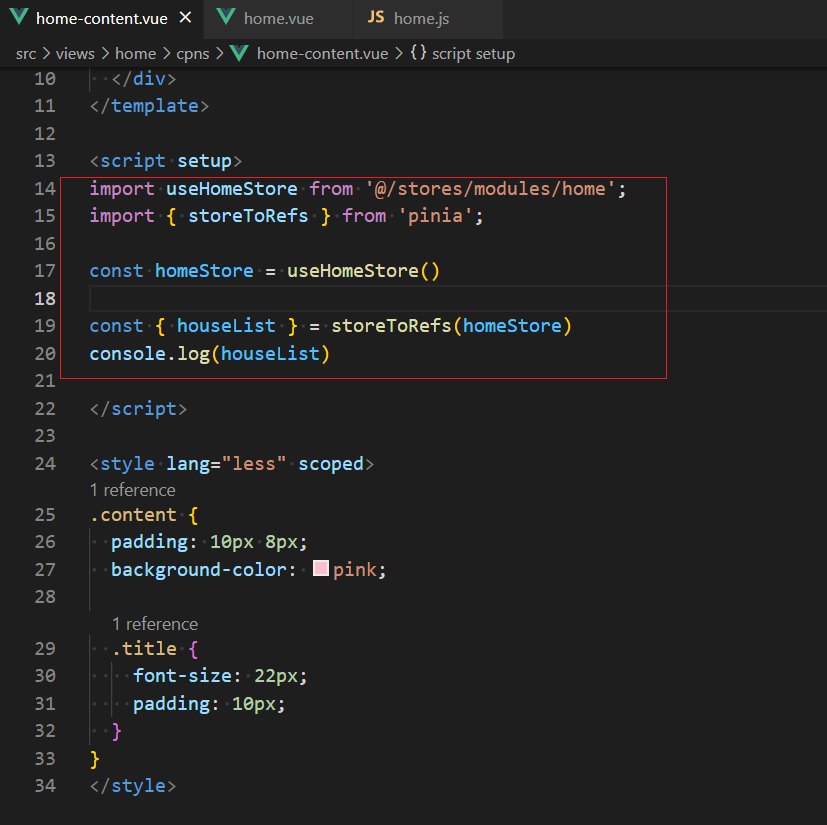 home-content.vue × home.vue JS home.js
src > views > home > cpns > home-content.vue > {} script setup
10 </div>
11 </template>
12
13 <script setup>
14 import useHomeStore from '@/stores/modules/home';
15 import { storeToRefs } from 'pinia';
16
17 const homeStore = useHomeStore()
18
19 const { houseList } = storeToRefs(homeStore)
20 console.log(houseList)
21
22 </script>
23
24 <style lang="less" scoped>
1 reference
25 .content {
26 padding: 10px 8px;
27 background-color: pink;
28
1 reference
29 .title {
30 font-size: 22px;
31 padding: 10px;
32 }
33 }
34 </style>